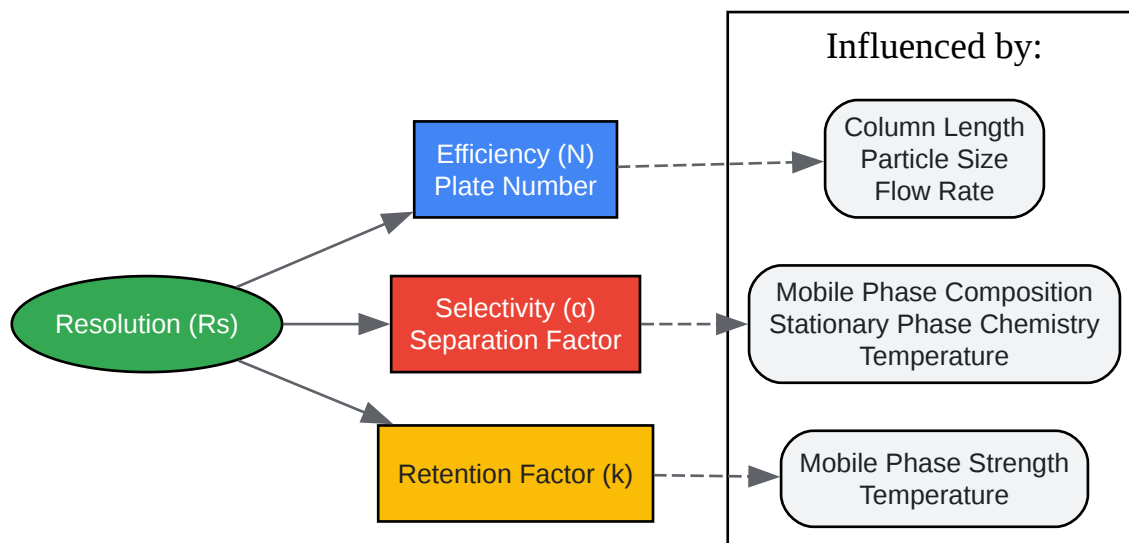 Influenced by:
Column Length
Particle Size
Flow Rate
Efficiency (N)
Plate Number
Resolution (Rs)
Selectivity (α)
Separation Factor
Mobile Phase Composition
Stationary Phase Chemistry
Temperature
Retention Factor (k)
Mobile Phase Strength
Temperature